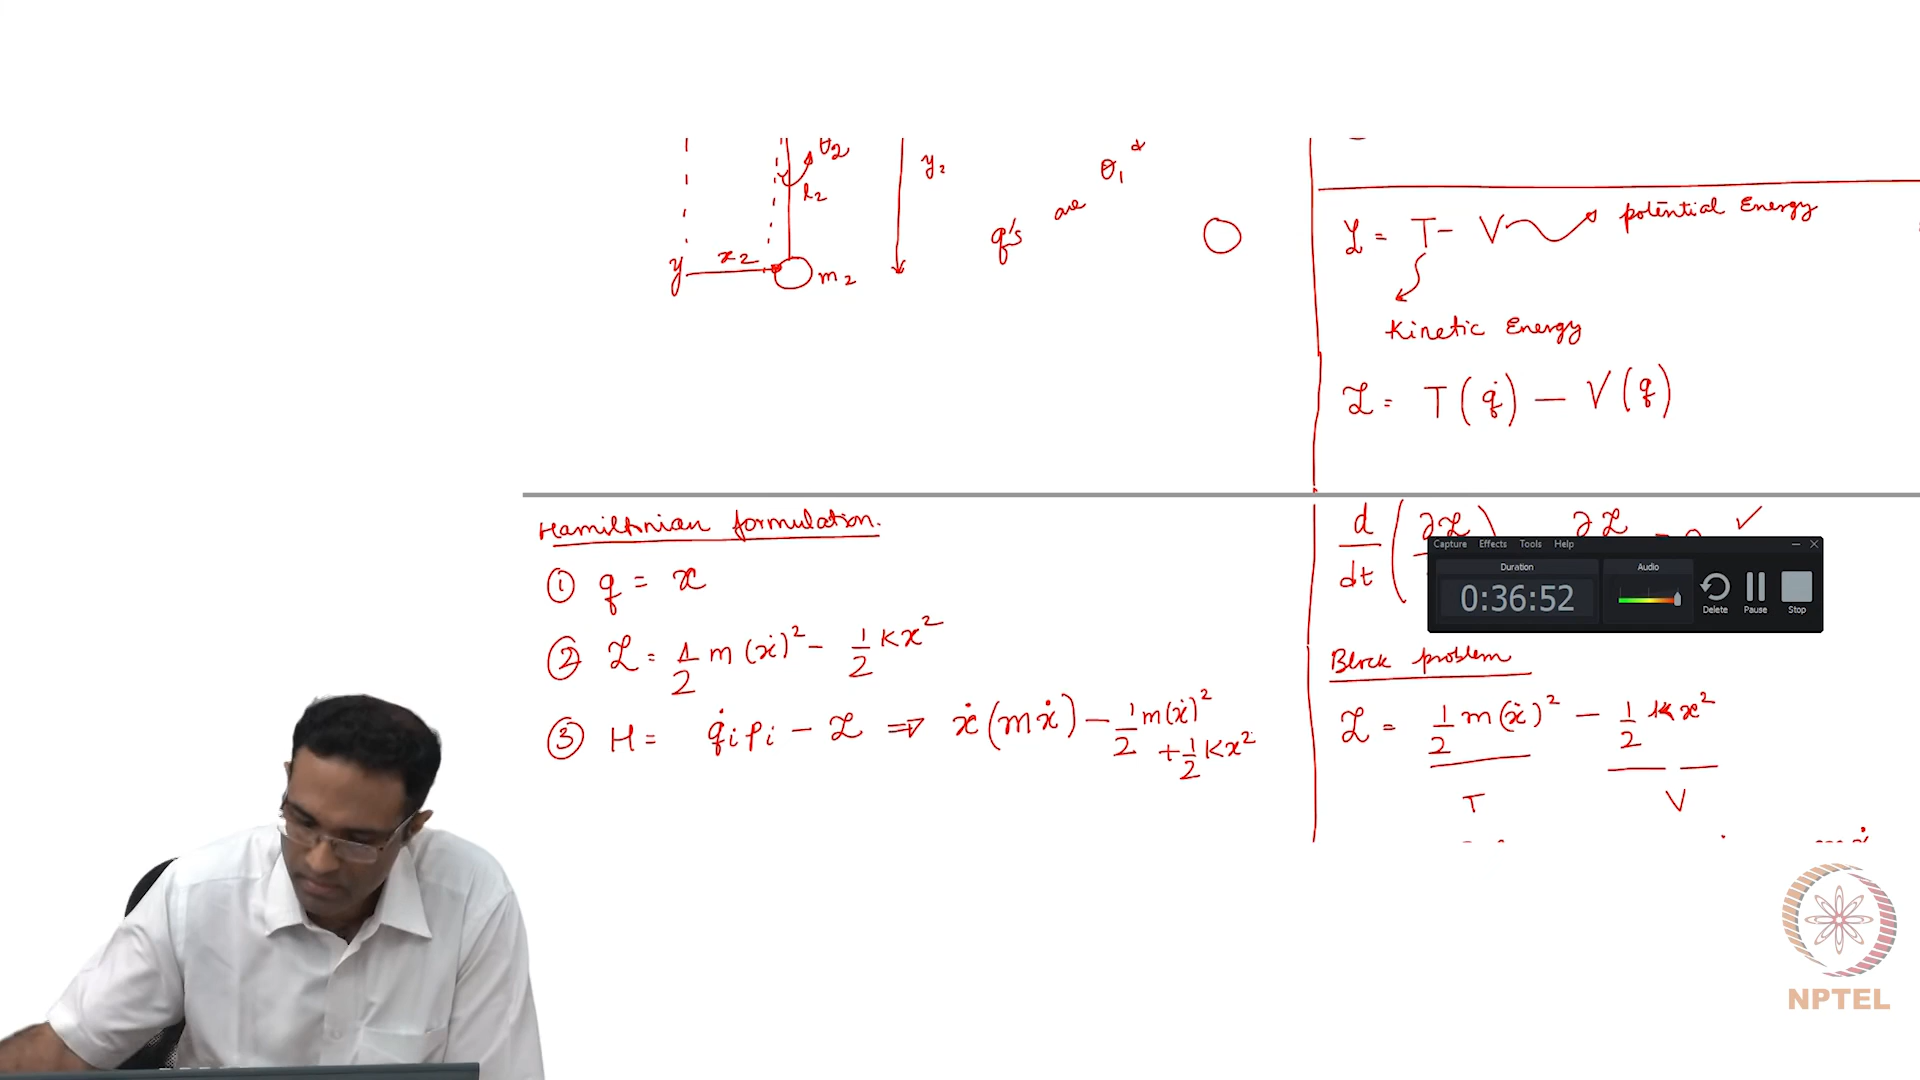 θ2
l2
x2
y
m2
y2
q's are θ1 &
L = T - V potential Energy
Kinetic Energy
L = T(q̇) — V(q)
Hamiltonian formulation.
① q = x
② L = 1/2 m(ẋ)² - 1/2 Kx²
③ H = q̇i pi - L ⇒ ẋ(mẋ) - 1/2 m(ẋ)² + 1/2 Kx²
d/dt ( ∂L ) ∂L ✓
Capture Effects Tools Help
Duration
Audio
0:36:52
Delete Pause Stop
Block problem
L = 1/2 m(ẋ)² - 1/2 kx²
T V
NPTEL